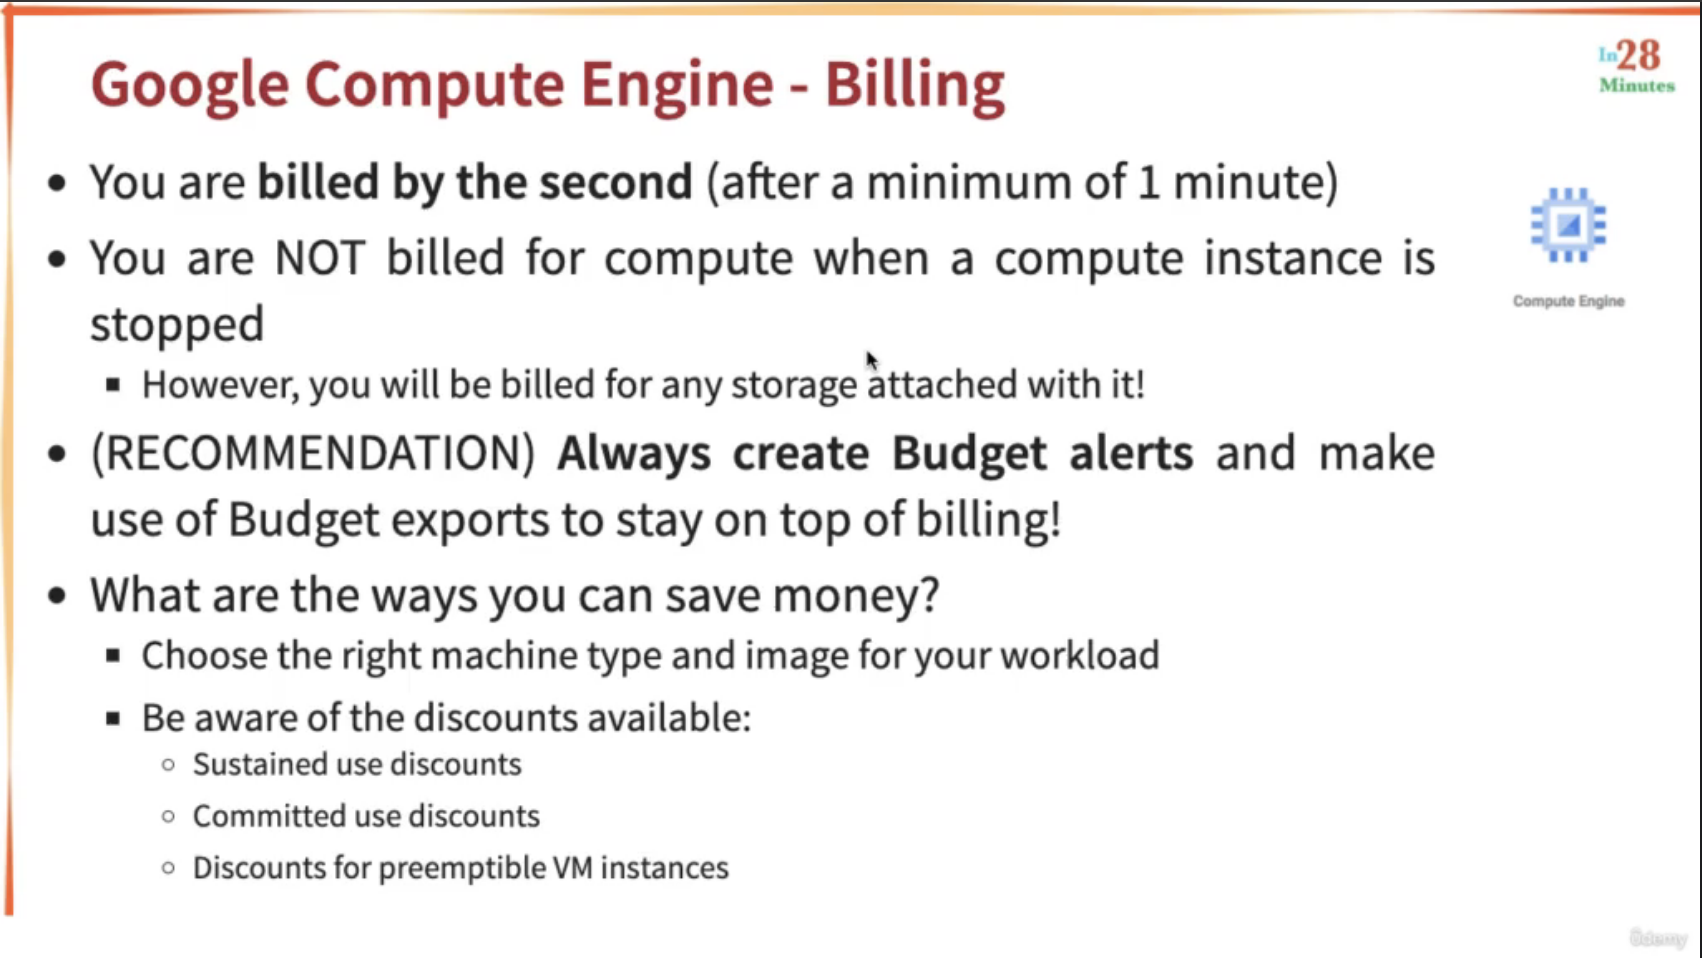 Google Compute Engine - Billing
In28
Minutes
• You are billed by the second (after a minimum of 1 minute)
• You are NOT billed for compute when a compute instance is
stopped
▪ However, you will be billed for any storage attached with it!
• (RECOMMENDATION) Always create Budget alerts and make
use of Budget exports to stay on top of billing!
• What are the ways you can save money?
▪ Choose the right machine type and image for your workload
▪ Be aware of the discounts available:
○ Sustained use discounts
○ Committed use discounts
○ Discounts for preemptible VM instances
Compute Engine
ûdemy